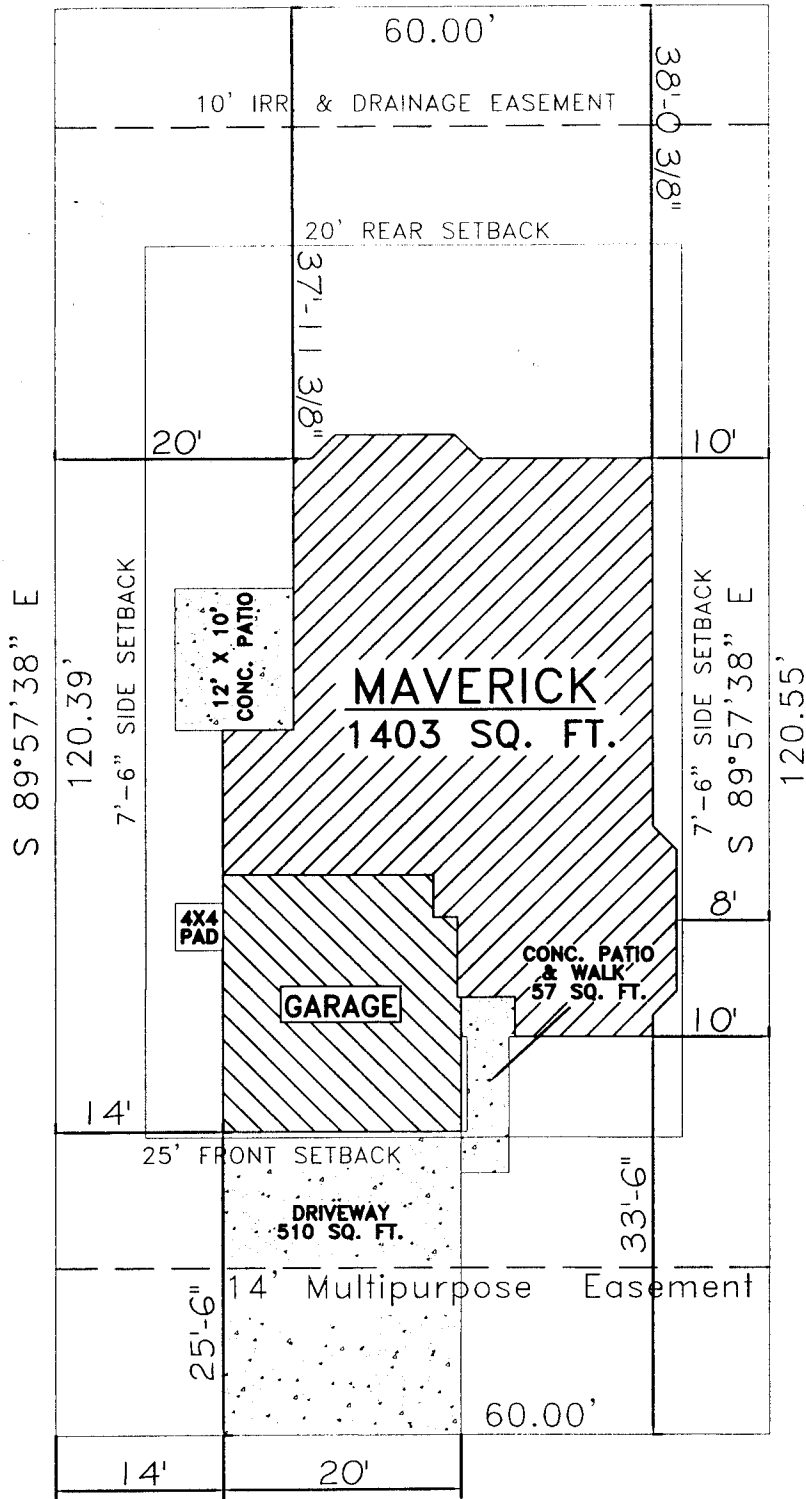 60.00'
38'-0 3/8"
10' IRR. & DRAINAGE EASEMENT
20' REAR SETBACK
37'-11 3/8"
20'
10'
S 89°57'38" E
120.39'
7'-6" SIDE SETBACK
12' X 10'
CONC. PATIO
MAVERICK
1403 SQ. FT.
7'-6" SIDE SETBACK
S 89°57'38" E
120.55'
4X4
PAD
8'
CONC. PATIO
& WALK
57 SQ. FT.
GARAGE
10'
14'
25' FRONT SETBACK
DRIVEWAY
510 SQ. FT.
33'-6"
14' Multipurpose Easement
25'-6"
60.00'
14'
20'